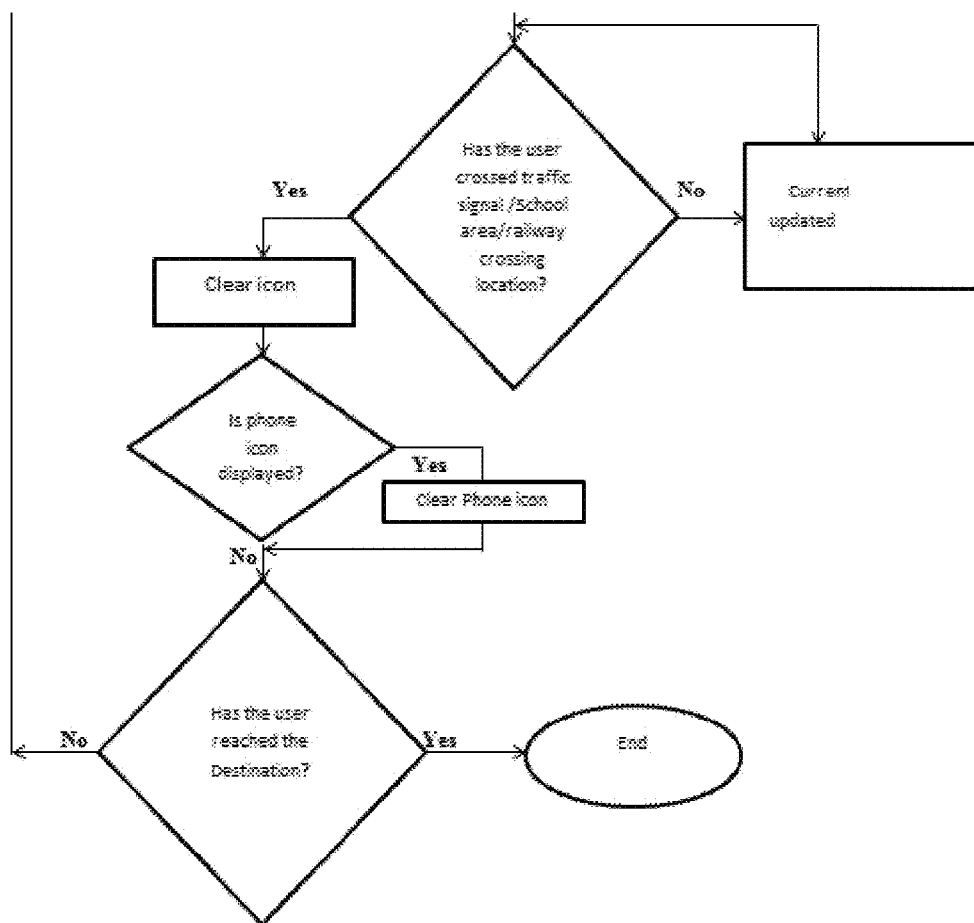 Has the user
crossed traffic
signal /School
area/railway
crossing
location?
Yes
No
Current
updated
Clear icon
Is phone
icon
displayed?
Yes
Clear Phone icon
No
Has the user
reached the
Destination?
No
Yes
End